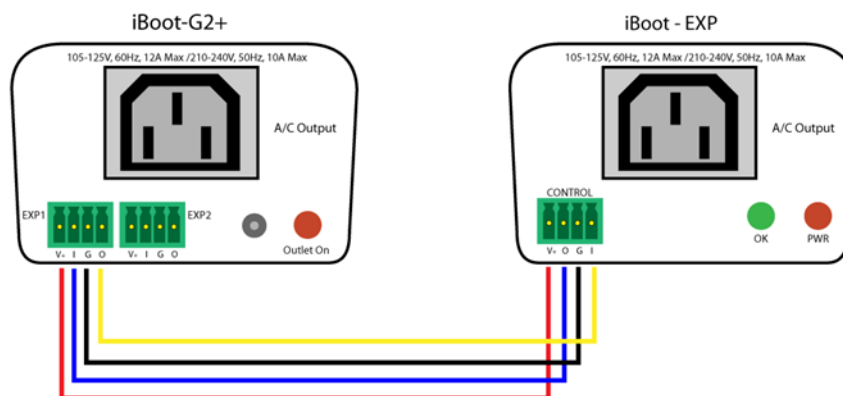 iBoot-G2+
105-125V, 60Hz, 12A Max /210-240V, 50Hz, 10A Max
A/C Output
EXP1
EXP2
V+ I G O
V+ I G O
Outlet On
iBoot - EXP
105-125V, 60Hz, 12A Max /210-240V, 50Hz, 10A Max
A/C Output
CONTROL
V+ O G I
OK
PWR